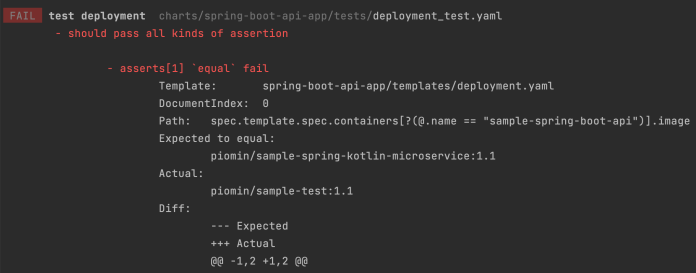 FAIL test deployment charts/spring-boot-api-app/tests/deployment_test.yaml
- should pass all kinds of assertion
- asserts[1] `equal` fail
Template: spring-boot-api-app/templates/deployment.yaml
DocumentIndex: 0
Path: spec.template.spec.containers[?(@.name == "sample-spring-boot-api")].image
Expected to equal:
piomin/sample-spring-kotlin-microservice:1.1
Actual:
piomin/sample-test:1.1
Diff:
--- Expected
+++ Actual
@@ -1,2 +1,2 @@